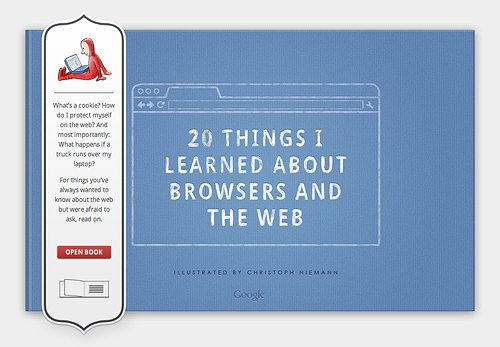 What's a cookie? How
do I protect myself
on the web? And
most importantly:
What happens if a
truck runs over my
laptop?
For things you've
always wanted to
know about the web
but were afraid to
ask, read on.
OPEN BOOK
20 THINGS I
LEARNED ABOUT
BROWSERS AND
THE WEB
ILLUSTRATED BY CHRISTOPH NIEMANN
Google